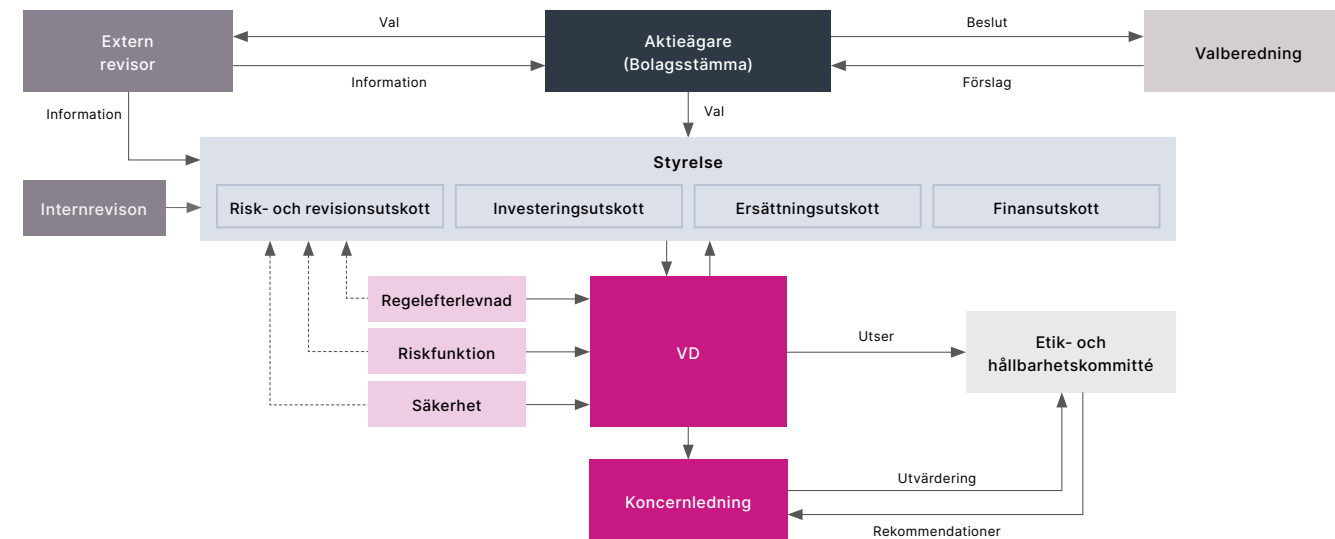 Extern
revisor
Val
Information
Aktieägare
(Bolagsstämma)
Beslut
Förslag
Valberedning
Information
Val
Styrelse
Internrevison
Risk- och revisionsutskott
Investeringsutskott
Ersättningsutskott
Finansutskott
Regelefterlevnad
Riskfunktion
Säkerhet
VD
Utser
Etik- och
hållbarhetskommitté
Koncernledning
Utvärdering
Rekommendationer